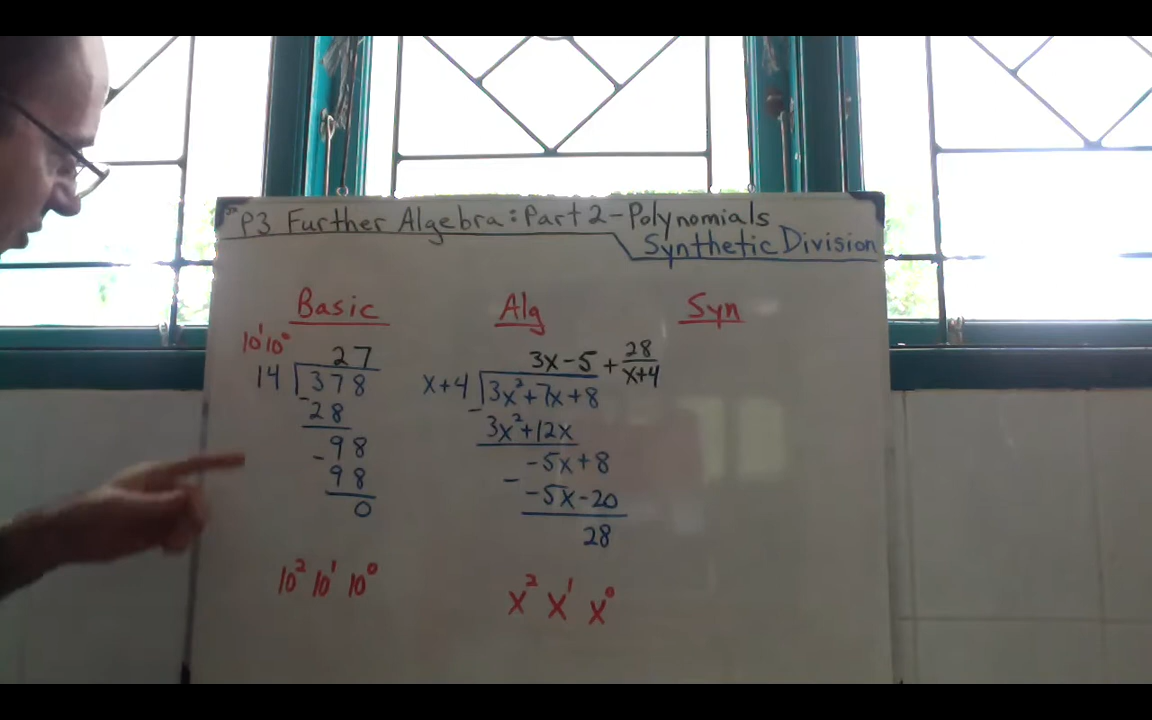 P3 Further Algebra: Part 2 - Polynomials
Synthetic Division
Basic
10¹ 10⁰
27
14 ) 378
- 28
98
- 98
0
10² 10¹ 10⁰
Alg
3x - 5 + 28/(x+4)
x+4 ) 3x² + 7x + 8
- 3x² + 12x
-5x + 8
- -5x - 20
28
x² x¹ x⁰
Syn